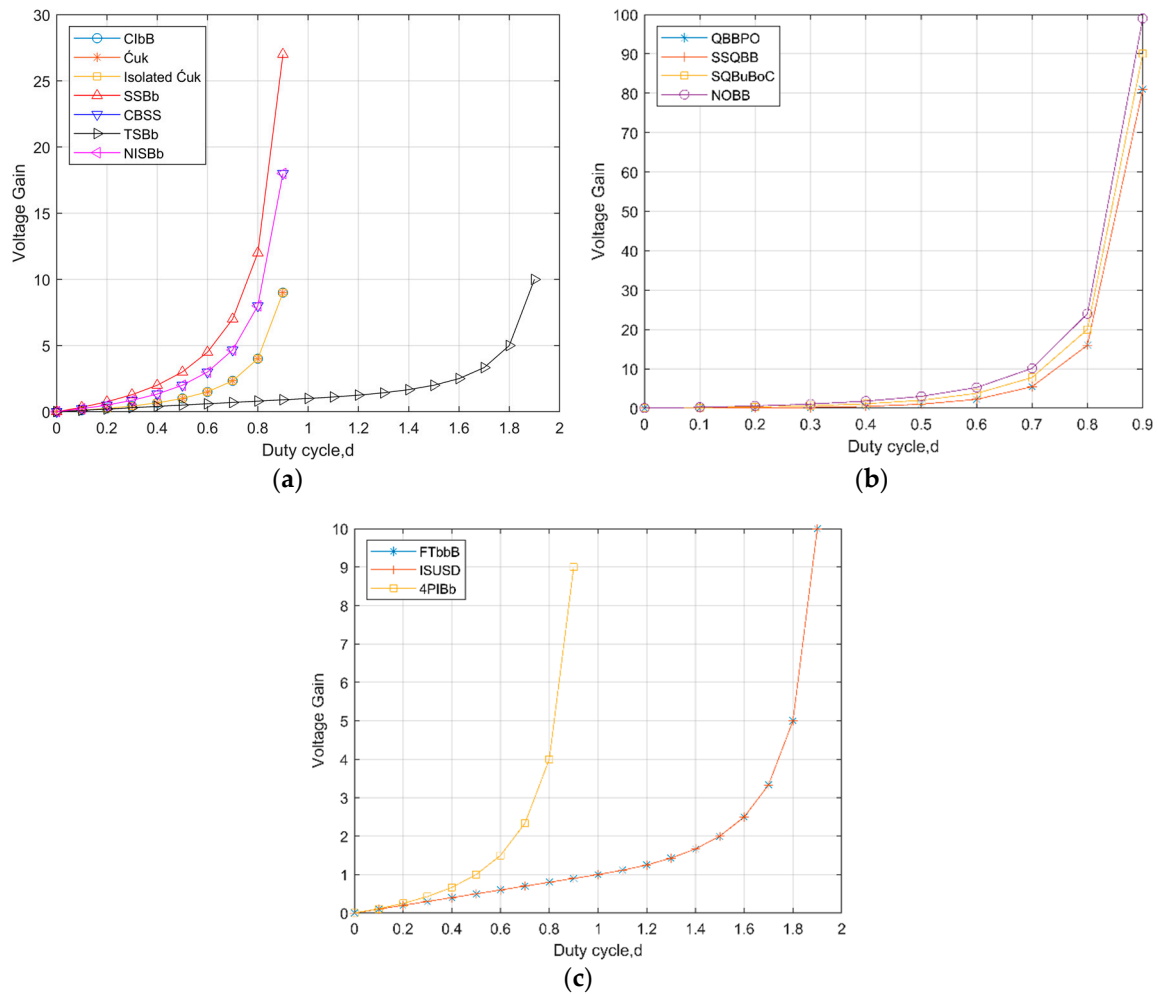 30
25
20
15
10
5
0
Voltage Gain
CIbB
Ćuk
Isolated Ćuk
SSBb
CBSS
TSBb
NISBb
0 0.2 0.4 0.6 0.8 1 1.2 1.4 1.6 1.8 2
Duty cycle,d
(a)
100
90
80
70
60
50
40
30
20
10
0
Voltage Gain
QBBPO
SSQBB
SQBuBoC
NOBB
0 0.1 0.2 0.3 0.4 0.5 0.6 0.7 0.8 0.9
Duty cycle,d
(b)
10
9
8
7
6
5
4
3
2
1
0
Voltage Gain
FTbbB
ISUSD
4PIBb
0 0.2 0.4 0.6 0.8 1 1.2 1.4 1.6 1.8 2
Duty cycle,d
(c)